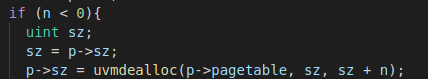 if (n < 0){
uint sz;
sz = p->sz;
p->sz = uvmdealloc(p->pagetable, sz, sz + n);